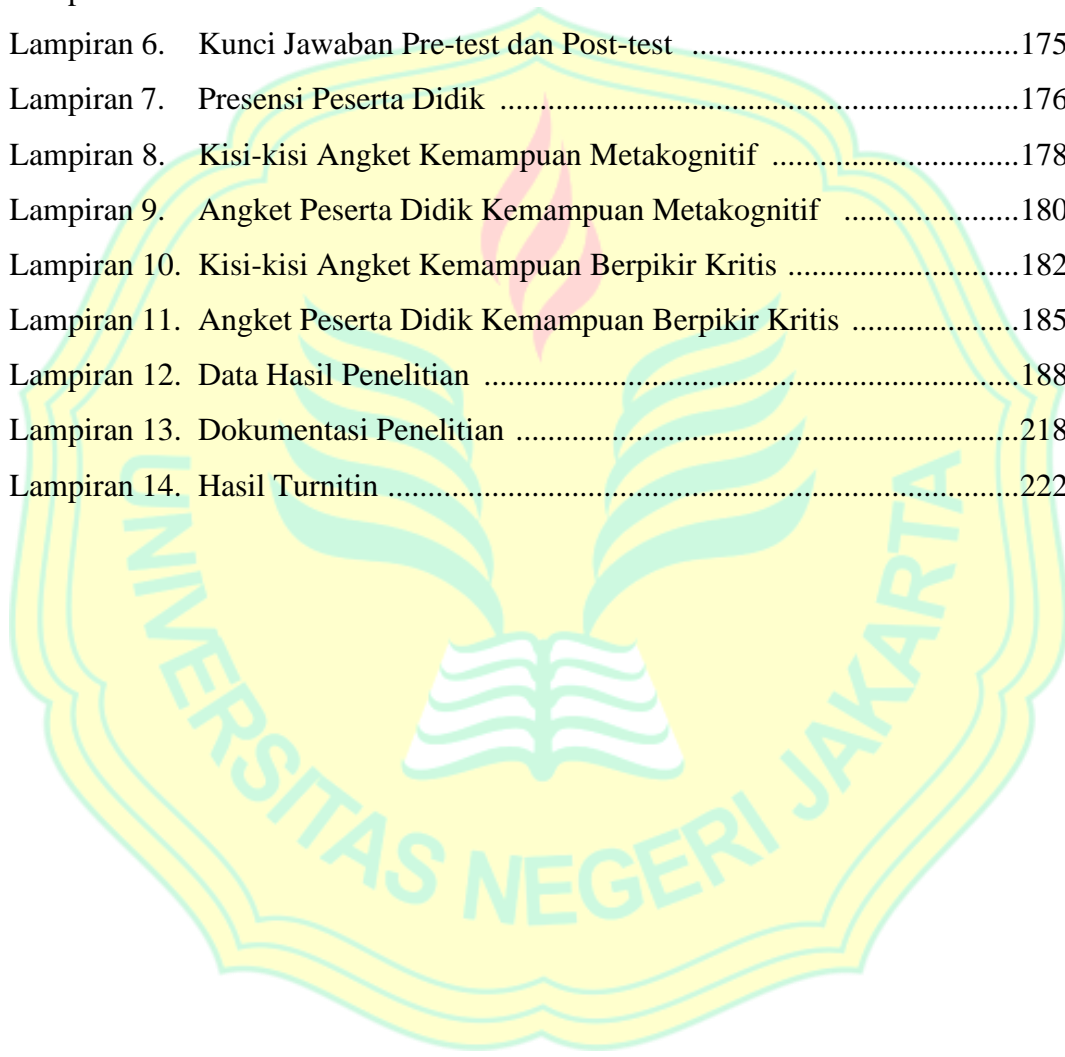 Lampiran 6. Kunci Jawaban Pre-test dan Post-test ....................................175
Lampiran 7. Presensi Peserta Didik ..........................................................176
Lampiran 8. Kisi-kisi Angket Kemampuan Metakognitif ...........................178
Lampiran 9. Angket Peserta Didik Kemampuan Metakognitif ...................180
Lampiran 10. Kisi-kisi Angket Kemampuan Berpikir Kritis .........................182
Lampiran 11. Angket Peserta Didik Kemampuan Berpikir Kritis ..................185
Lampiran 12. Data Hasil Penelitian ............................................................188
Lampiran 13. Dokumentasi Penelitian ........................................................218
Lampiran 14. Hasil Turnitin ......................................................................222
UNIVERSITAS NEGERI JAKARTA